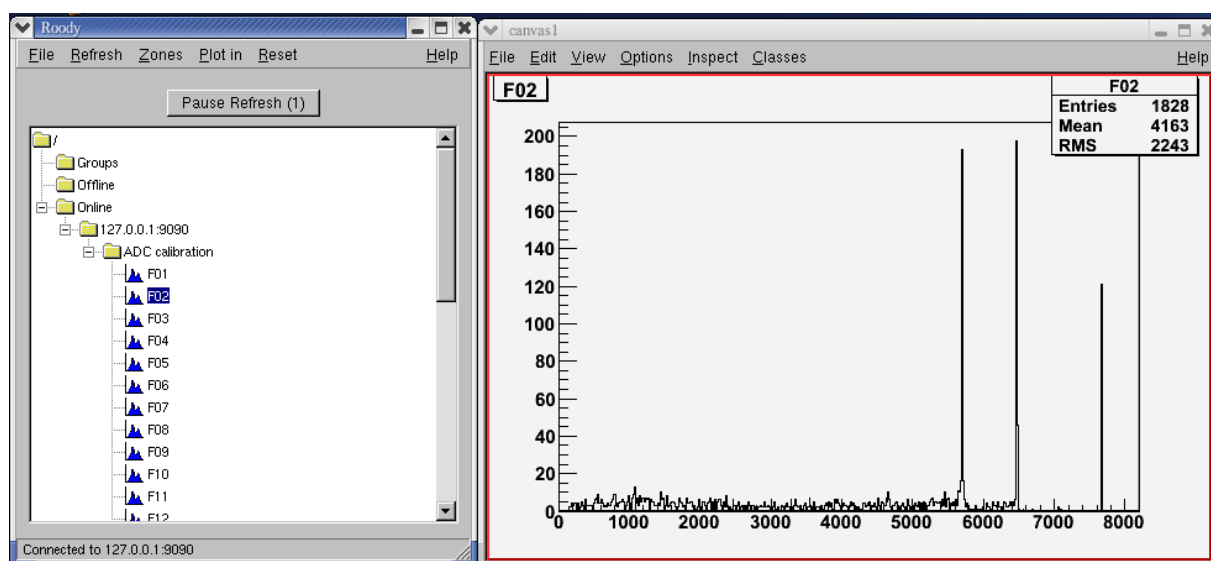 Roody
File Refresh Zones Plot in Reset Help
Pause Refresh (1)
/
Groups
Offline
Online
127.0.0.1:9090
ADC calibration
F01
F02
F03
F04
F05
F06
F07
F08
F09
F10
F11
F12
Connected to 127.0.0.1:9090
canvas1
File Edit View Options Inspect Classes Help
F02
F02
Entries 1828
Mean 4163
RMS 2243
200
180
160
140
120
100
80
60
40
20
0
0 1000 2000 3000 4000 5000 6000 7000 8000